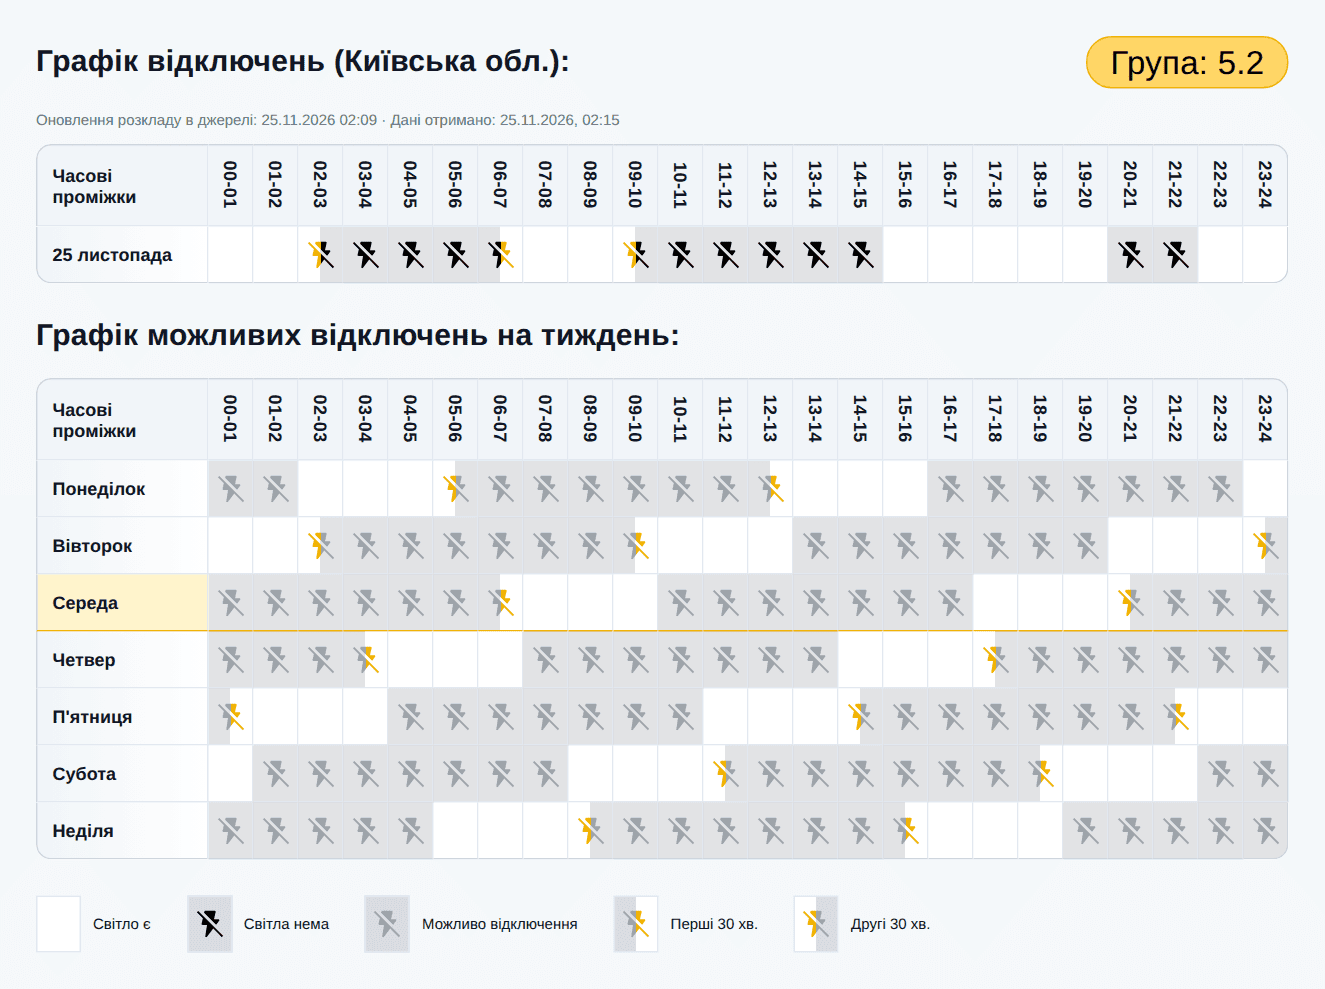 Графік відключень (Київська обл.):
Група: 5.2
Оновлення розкладу в джерелі: 25.11.2026 02:09 · Дані отримано: 25.11.2026, 02:15
Часові проміжки 00-01 01-02 02-03 03-04 04-05 05-06 06-07 07-08 08-09 09-10 10-11 11-12 12-13 13-14 14-15 15-16 16-17 17-18 18-19 19-20 20-21 21-22 22-23 23-24
25 листопада
Графік можливих відключень на тиждень:
Часові проміжки 00-01 01-02 02-03 03-04 04-05 05-06 06-07 07-08 08-09 09-10 10-11 11-12 12-13 13-14 14-15 15-16 16-17 17-18 18-19 19-20 20-21 21-22 22-23 23-24
Понеділок
Вівторок
Середа
Четвер
П'ятниця
Субота
Неділя
Світло є Світла нема Можливо відключення Перші 30 хв. Другі 30 хв.